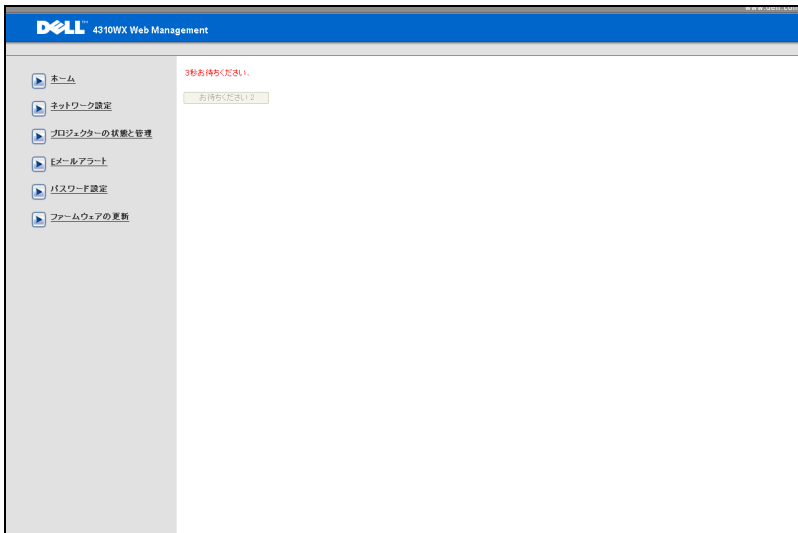 www.dell.com
DELL™ 4310WX Web Management
ホーム
ネットワーク設定
プロジェクターの状態と管理
Eメールアラート
パスワード設定
ファームウェアの更新
3秒お待ちください.
お待ちください 2